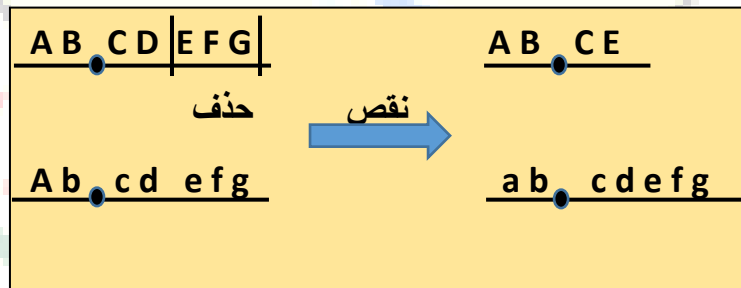 A B C D E F G
A B C E
حذف
نقص
A b c d e f g
a b c d e f g